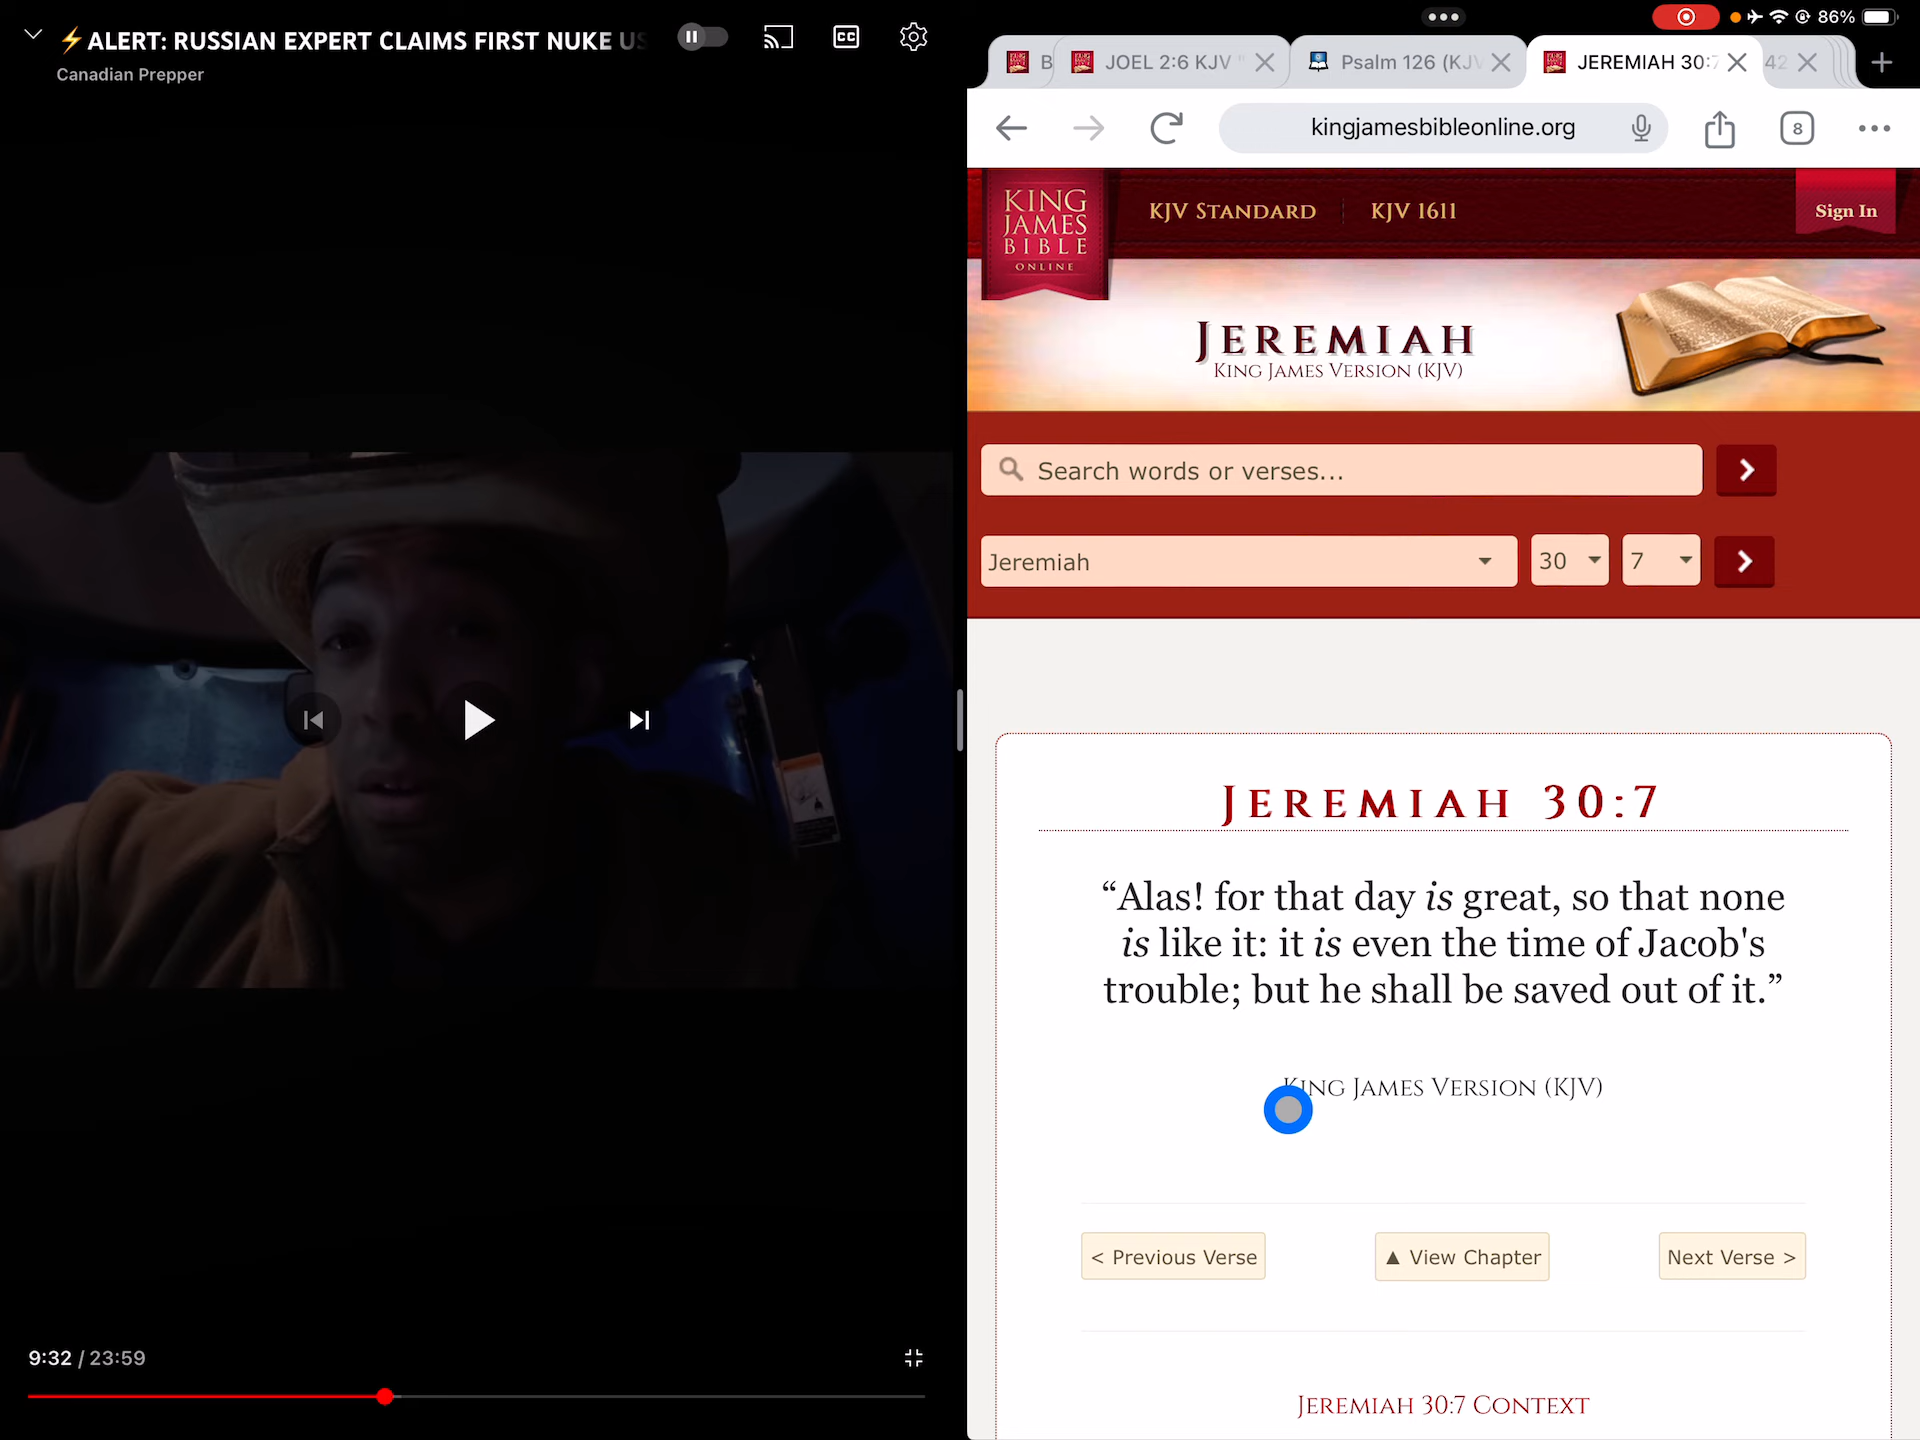 ⚡ALERT: RUSSIAN EXPERT CLAIMS FIRST NUKE US
Canadian Prepper
CC
9:32 / 23:59
86%
B
JOEL 2:6 KJV "
Psalm 126 (KJV
JEREMIAH 30:7
42
kingjamesbibleonline.org
8
KING
JAMES
BIBLE
ONLINE
KJV STANDARD
KJV 1611
Sign In
JEREMIAH
KING JAMES VERSION (KJV)
Search words or verses...
Jeremiah
30
7
JEREMIAH 30:7
“Alas! for that day is great, so that none
is like it: it is even the time of Jacob's
trouble; but he shall be saved out of it.”
KING JAMES VERSION (KJV)
< Previous Verse
▲ View Chapter
Next Verse >
JEREMIAH 30:7 CONTEXT